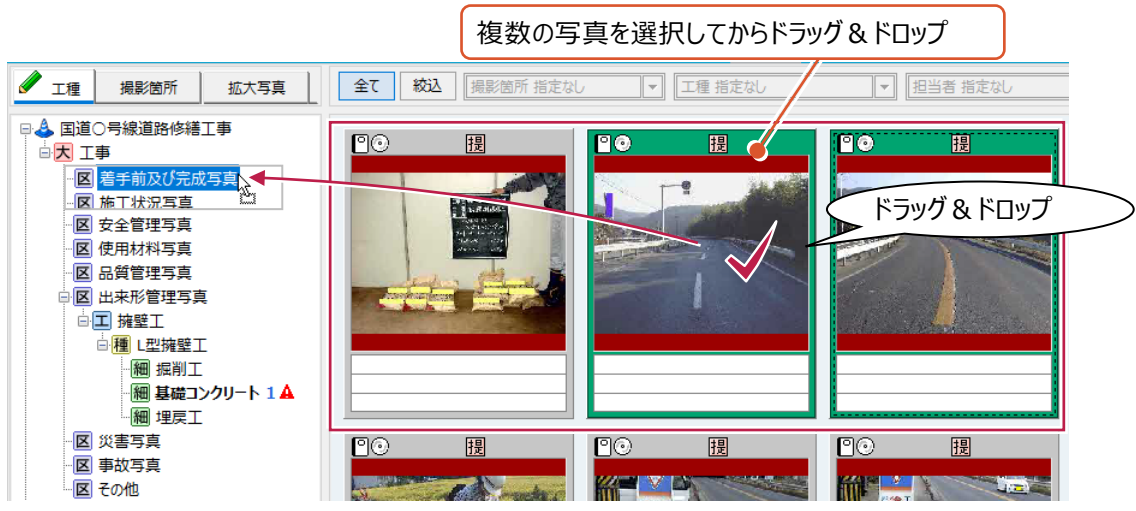 複数の写真を選択してからドラッグ＆ドロップ
工種 撮影箇所 拡大写真
全て 絞込 撮影箇所 指定なし 工種 指定なし 担当者 指定なし
国道○号線道路修繕工事
大 工事
区 着手前及び完成写真
区 施工状況写真
区 安全管理写真
区 使用材料写真
区 品質管理写真
区 出来形管理写真
工 擁壁工
種 L型擁壁工
細 掘削工
細 基礎コンクリート 1
細 埋戻工
区 災害写真
区 事故写真
区 その他
提 提 提
ドラッグ＆ドロップ
提 提 提